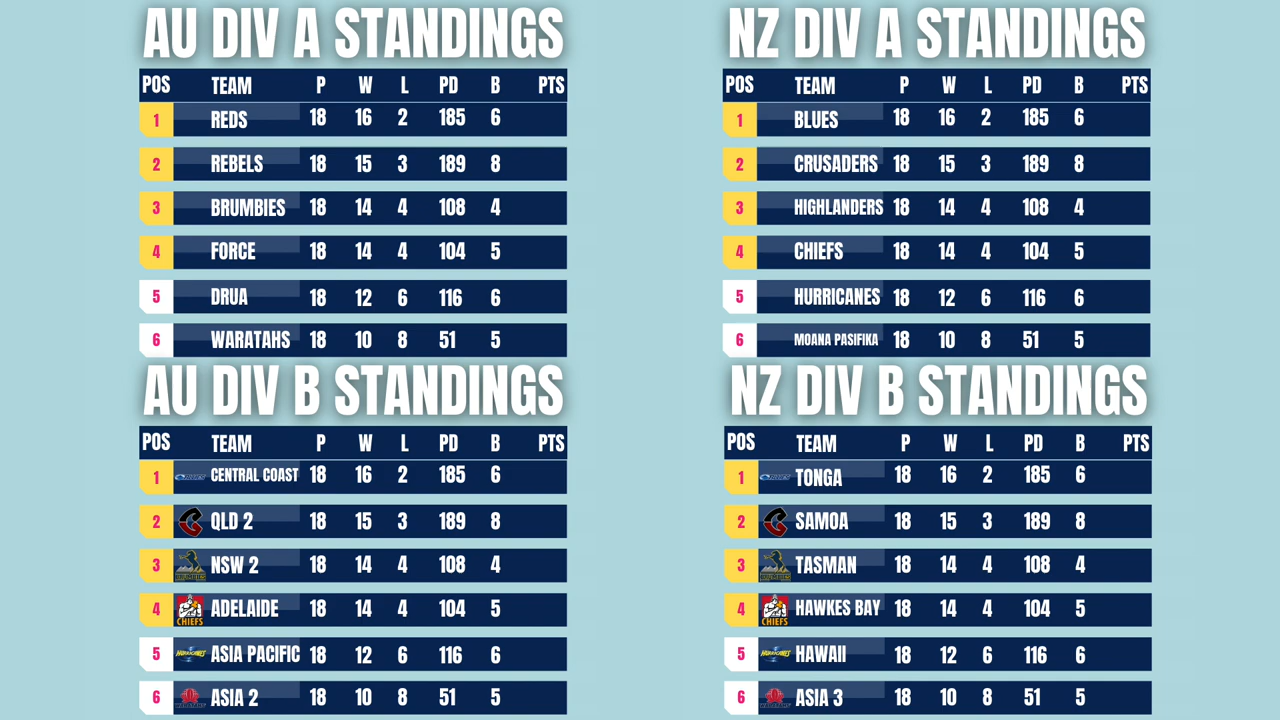 AU DIV A STANDINGS
POS TEAM P W L PD B PTS
1 REDS 18 16 2 185 6
2 REBELS 18 15 3 189 8
3 BRUMBIES 18 14 4 108 4
4 FORCE 18 14 4 104 5
5 DRUA 18 12 6 116 6
6 WARATAHS 18 10 8 51 5
NZ DIV A STANDINGS
POS TEAM P W L PD B PTS
1 BLUES 18 16 2 185 6
2 CRUSADERS 18 15 3 189 8
3 HIGHLANDERS 18 14 4 108 4
4 CHIEFS 18 14 4 104 5
5 HURRICANES 18 12 6 116 6
6 MOANA PASIFIKA 18 10 8 51 5
AU DIV B STANDINGS
POS TEAM P W L PD B PTS
1 BLUES CENTRAL COAST 18 16 2 185 6
2 QLD 2 18 15 3 189 8
3 BRUMBIES NSW 2 18 14 4 108 4
4 CHIEFS ADELAIDE 18 14 4 104 5
5 HURRICANES ASIA PACIFIC 18 12 6 116 6
6 WARATAHS ASIA 2 18 10 8 51 5
NZ DIV B STANDINGS
POS TEAM P W L PD B PTS
1 BLUES TONGA 18 16 2 185 6
2 SAMOA 18 15 3 189 8
3 BRUMBIES TASMAN 18 14 4 108 4
4 CHIEFS HAWKES BAY 18 14 4 104 5
5 HURRICANES HAWAII 18 12 6 116 6
6 WARATAHS ASIA 3 18 10 8 51 5